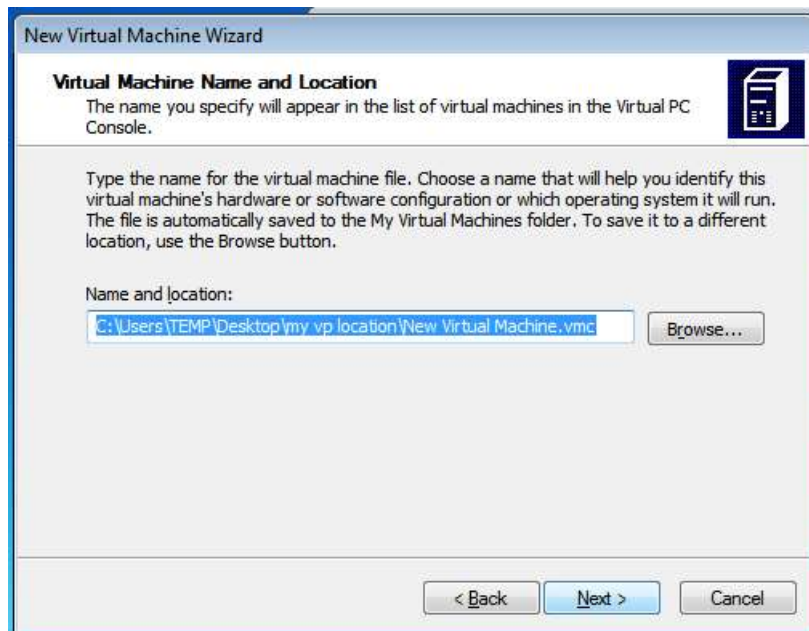 New Virtual Machine Wizard
Virtual Machine Name and Location
The name you specify will appear in the list of virtual machines in the Virtual PC
Console.
Type the name for the virtual machine file. Choose a name that will help you identify this
virtual machine's hardware or software configuration or which operating system it will run.
The file is automatically saved to the My Virtual Machines folder. To save it to a different
location, use the Browse button.
Name and location:
C:\Users\TEMP\Desktop\my vp location\New Virtual Machine.vmc
Browse...
< Back
Next >
Cancel